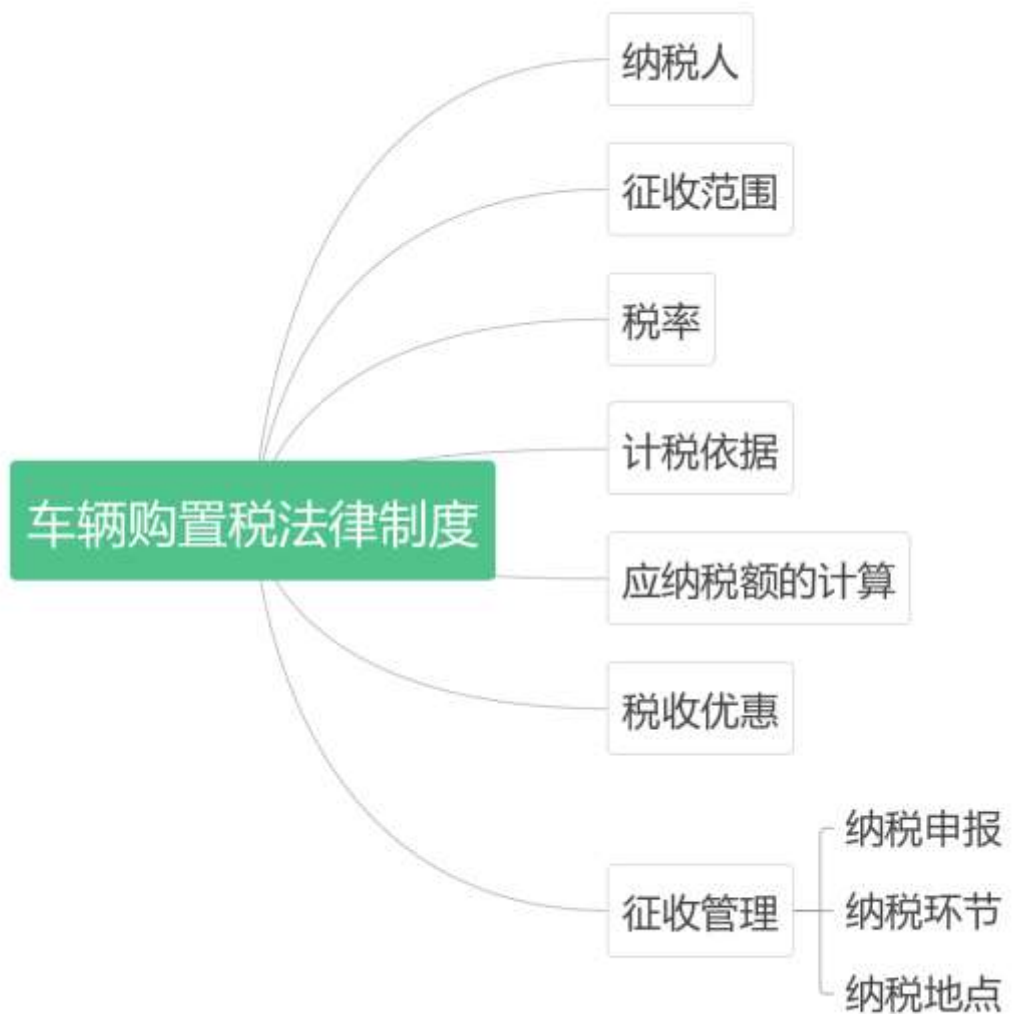 纳税人
征收范围
税率
计税依据
车辆购置税法律制度
应纳税额的计算
税收优惠
纳税申报
征收管理
纳税环节
纳税地点